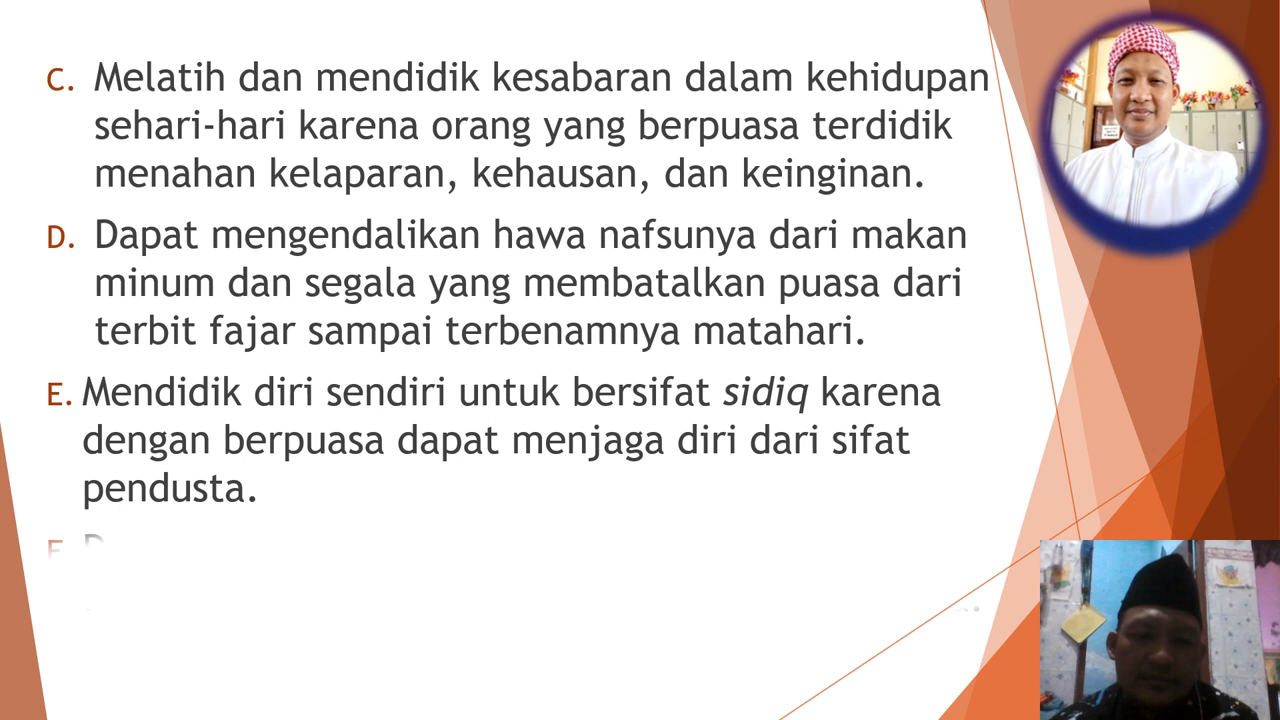 C. Melatih dan mendidik kesabaran dalam kehidupan
sehari-hari karena orang yang berpuasa terdidik
menahan kelaparan, kehausan, dan keinginan.
D. Dapat mengendalikan hawa nafsunya dari makan
minum dan segala yang membatalkan puasa dari
terbit fajar sampai terbenamnya matahari.
E. Mendidik diri sendiri untuk bersifat sidiq karena
dengan berpuasa dapat menjaga diri dari sifat
pendusta.